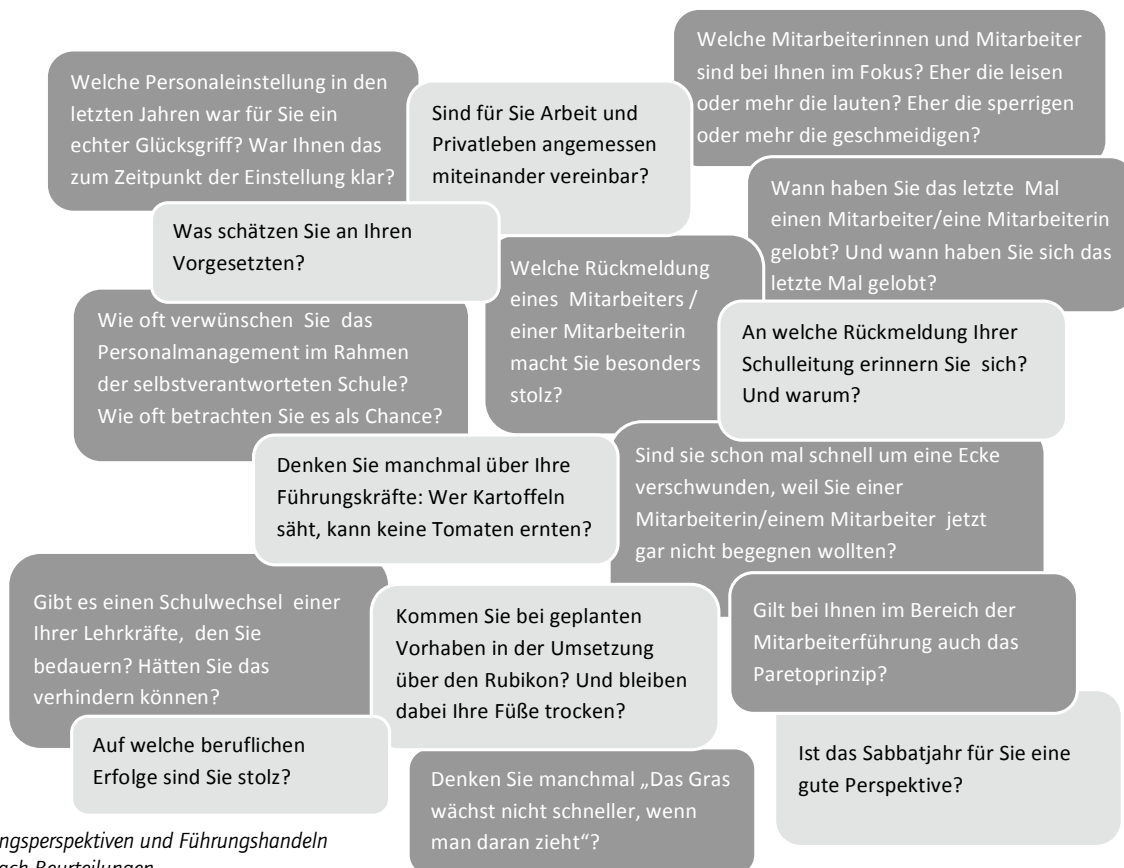 Welche Mitarbeiterinnen und Mitarbeiter
sind bei Ihnen im Fokus? Eher die leisen
oder mehr die lauten? Eher die sperrigen
oder mehr die geschmeidigen?
Welche Personaleinstellung in den
letzten Jahren war für Sie ein
echter Glücksgriff? War Ihnen das
zum Zeitpunkt der Einstellung klar?
Sind für Sie Arbeit und
Privatleben angemessen
miteinander vereinbar?
Wann haben Sie das letzte Mal
einen Mitarbeiter/eine Mitarbeiterin
gelobt? Und wann haben Sie sich das
letzte Mal gelobt?
Was schätzen Sie an Ihren
Vorgesetzten?
Welche Rückmeldung
eines Mitarbeiters /
einer Mitarbeiterin
macht Sie besonders
stolz?
Wie oft verwünschen Sie das
Personalmanagement im Rahmen
der selbstverantworteten Schule?
Wie oft betrachten Sie es als Chance?
An welche Rückmeldung Ihrer
Schulleitung erinnern Sie sich?
Und warum?
Denken Sie manchmal über Ihre
Führungskräfte: Wer Kartoffeln
säht, kann keine Tomaten ernten?
Sind sie schon mal schnell um eine Ecke
verschwunden, weil Sie einer
Mitarbeiterin/einem Mitarbeiter jetzt
gar nicht begegnen wollten?
Gibt es einen Schulwechsel einer
Ihrer Lehrkräfte, den Sie
bedauern? Hätten Sie das
verhindern können?
Kommen Sie bei geplanten
Vorhaben in der Umsetzung
über den Rubikon? Und bleiben
dabei Ihre Füße trocken?
Gilt bei Ihnen im Bereich der
Mitarbeiterführung auch das
Paretoprinzip?
Auf welche beruflichen
Erfolge sind Sie stolz?
Denken Sie manchmal „Das Gras
wächst nicht schneller, wenn
man daran zieht“?
Ist das Sabbatjahr für Sie eine
gute Perspektive?
ngsperspektiven und Führungshandeln
ach Beurteilungen